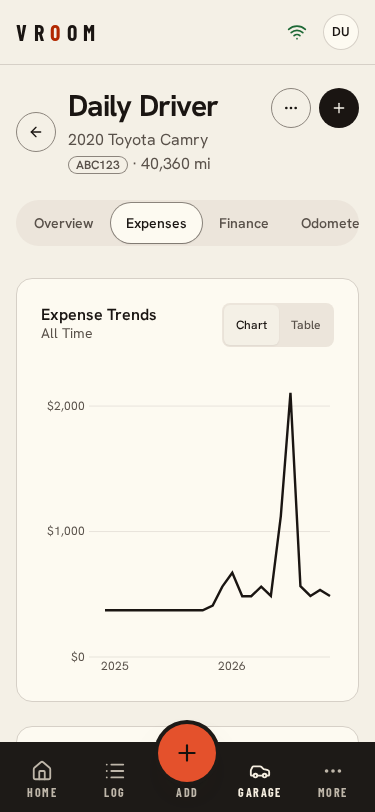 VROOM
DU
Daily Driver
2020 Toyota Camry
ABC123 · 40,360 mi
Overview
Expenses
Finance
Odomete
Expense Trends
All Time
Chart
Table
$2,000
$1,000
$0
2025
2026
HOME
LOG
ADD
GARAGE
MORE